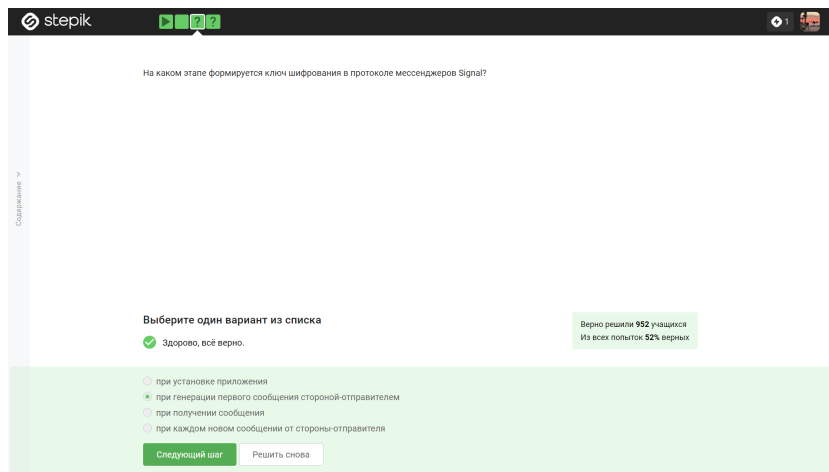 stepik
? ?
1
На каком этапе формируется ключ шифрования в протоколе мессенджеров Signal?
Содержание
Выберите один вариант из списка
Здорово, всё верно.
Верно решили 952 учащихся
Из всех попыток 52% верных
при установке приложения
при генерации первого сообщения стороной-отправителем
при получении сообщения
при каждом новом сообщении от стороны-отправителя
Следующий шаг
Решить снова